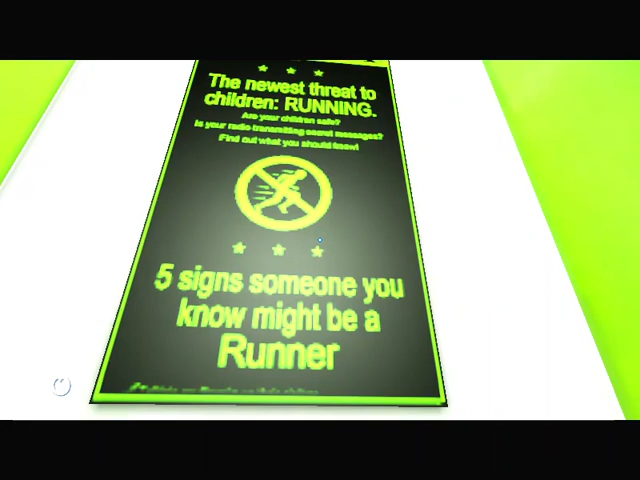 The newest threat to
children: RUNNING.
Are your children safe?
Is your radio transmitting secret messages?
Find out what you should know!
5 signs someone you
know might be a
Runner